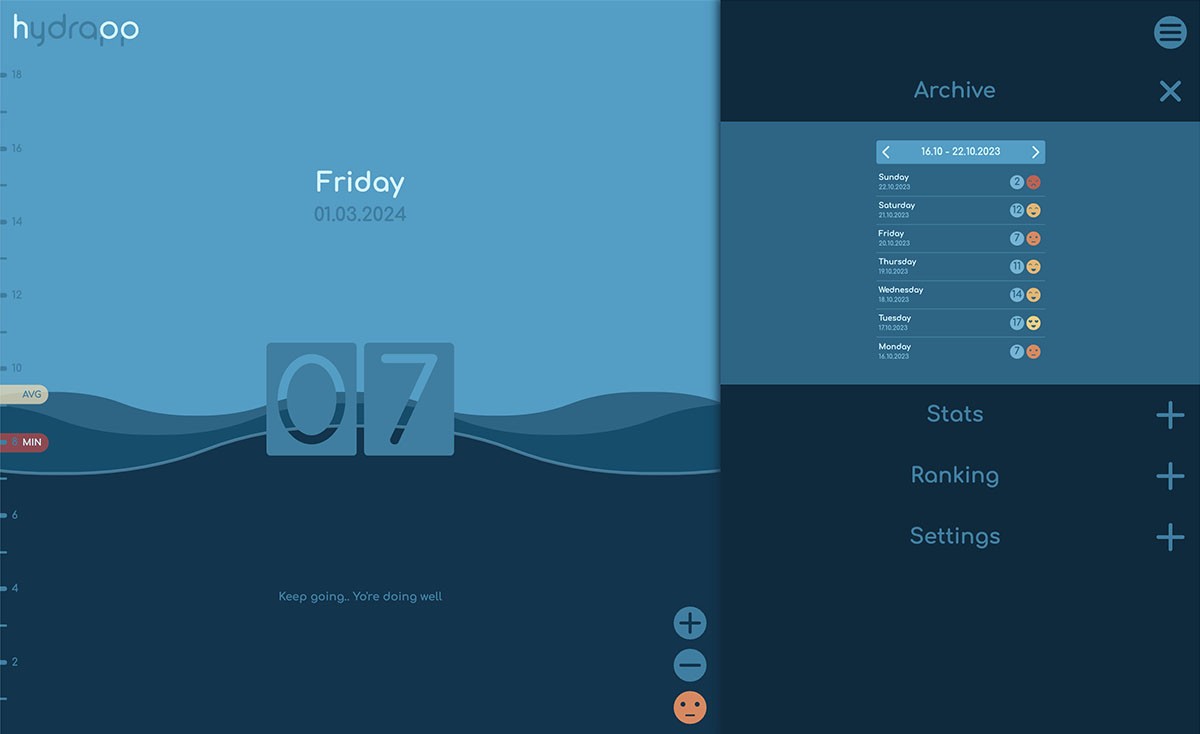 hydrapp
18
16
14
12
10
AVG
8 MIN
6
4
2
Friday
01.03.2024
07
Keep going.. Yo're doing well
Archive
16.10 - 22.10.2023
Sunday 2
22.10.2023
Saturday 12
21.10.2023
Friday 7
20.10.2023
Thursday 11
19.10.2023
Wednesday 14
18.10.2023
Tuesday 17
17.10.2023
Monday 7
16.10.2023
Stats
Ranking
Settings